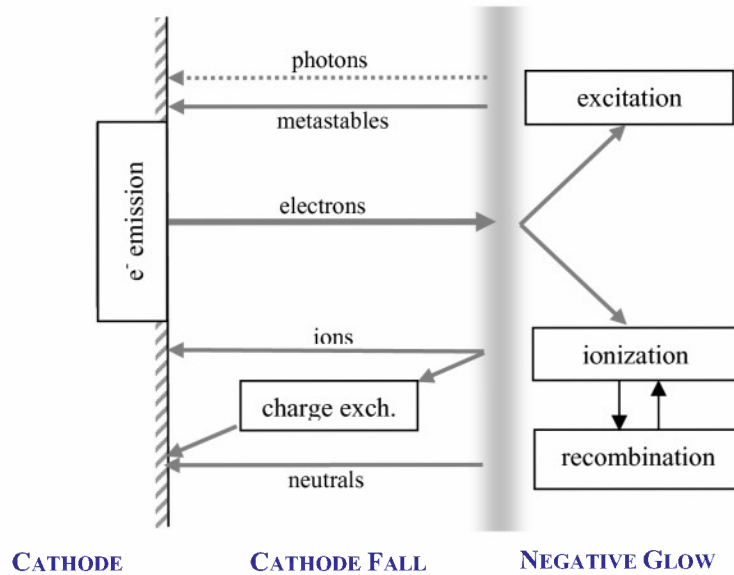 photons
excitation
metastables
e⁻ emission
electrons
ions
ionization
charge exch.
recombination
neutrals
CATHODE
CATHODE FALL
NEGATIVE GLOW